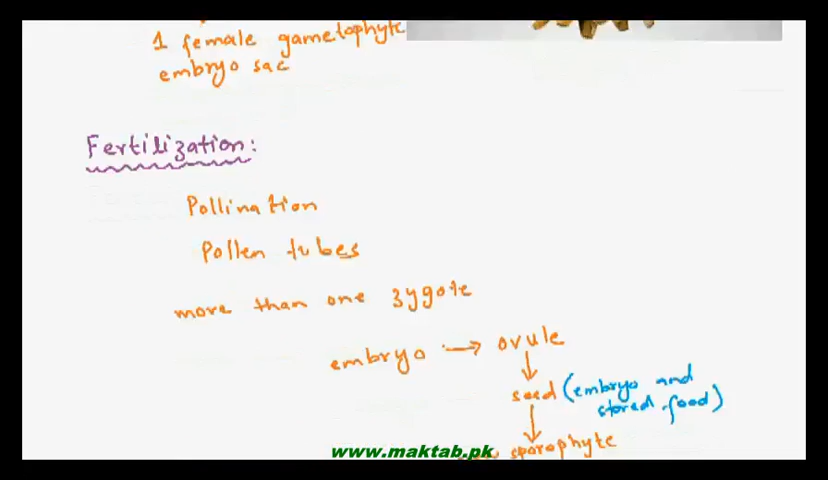 1 female gametophyte
embryo sac
Fertilization:
Pollination
Pollen tubes
more than one zygote
embryo → ovule
↓
seed (embryo and
stored food)
↓
sporophyte
www.maktab.pk